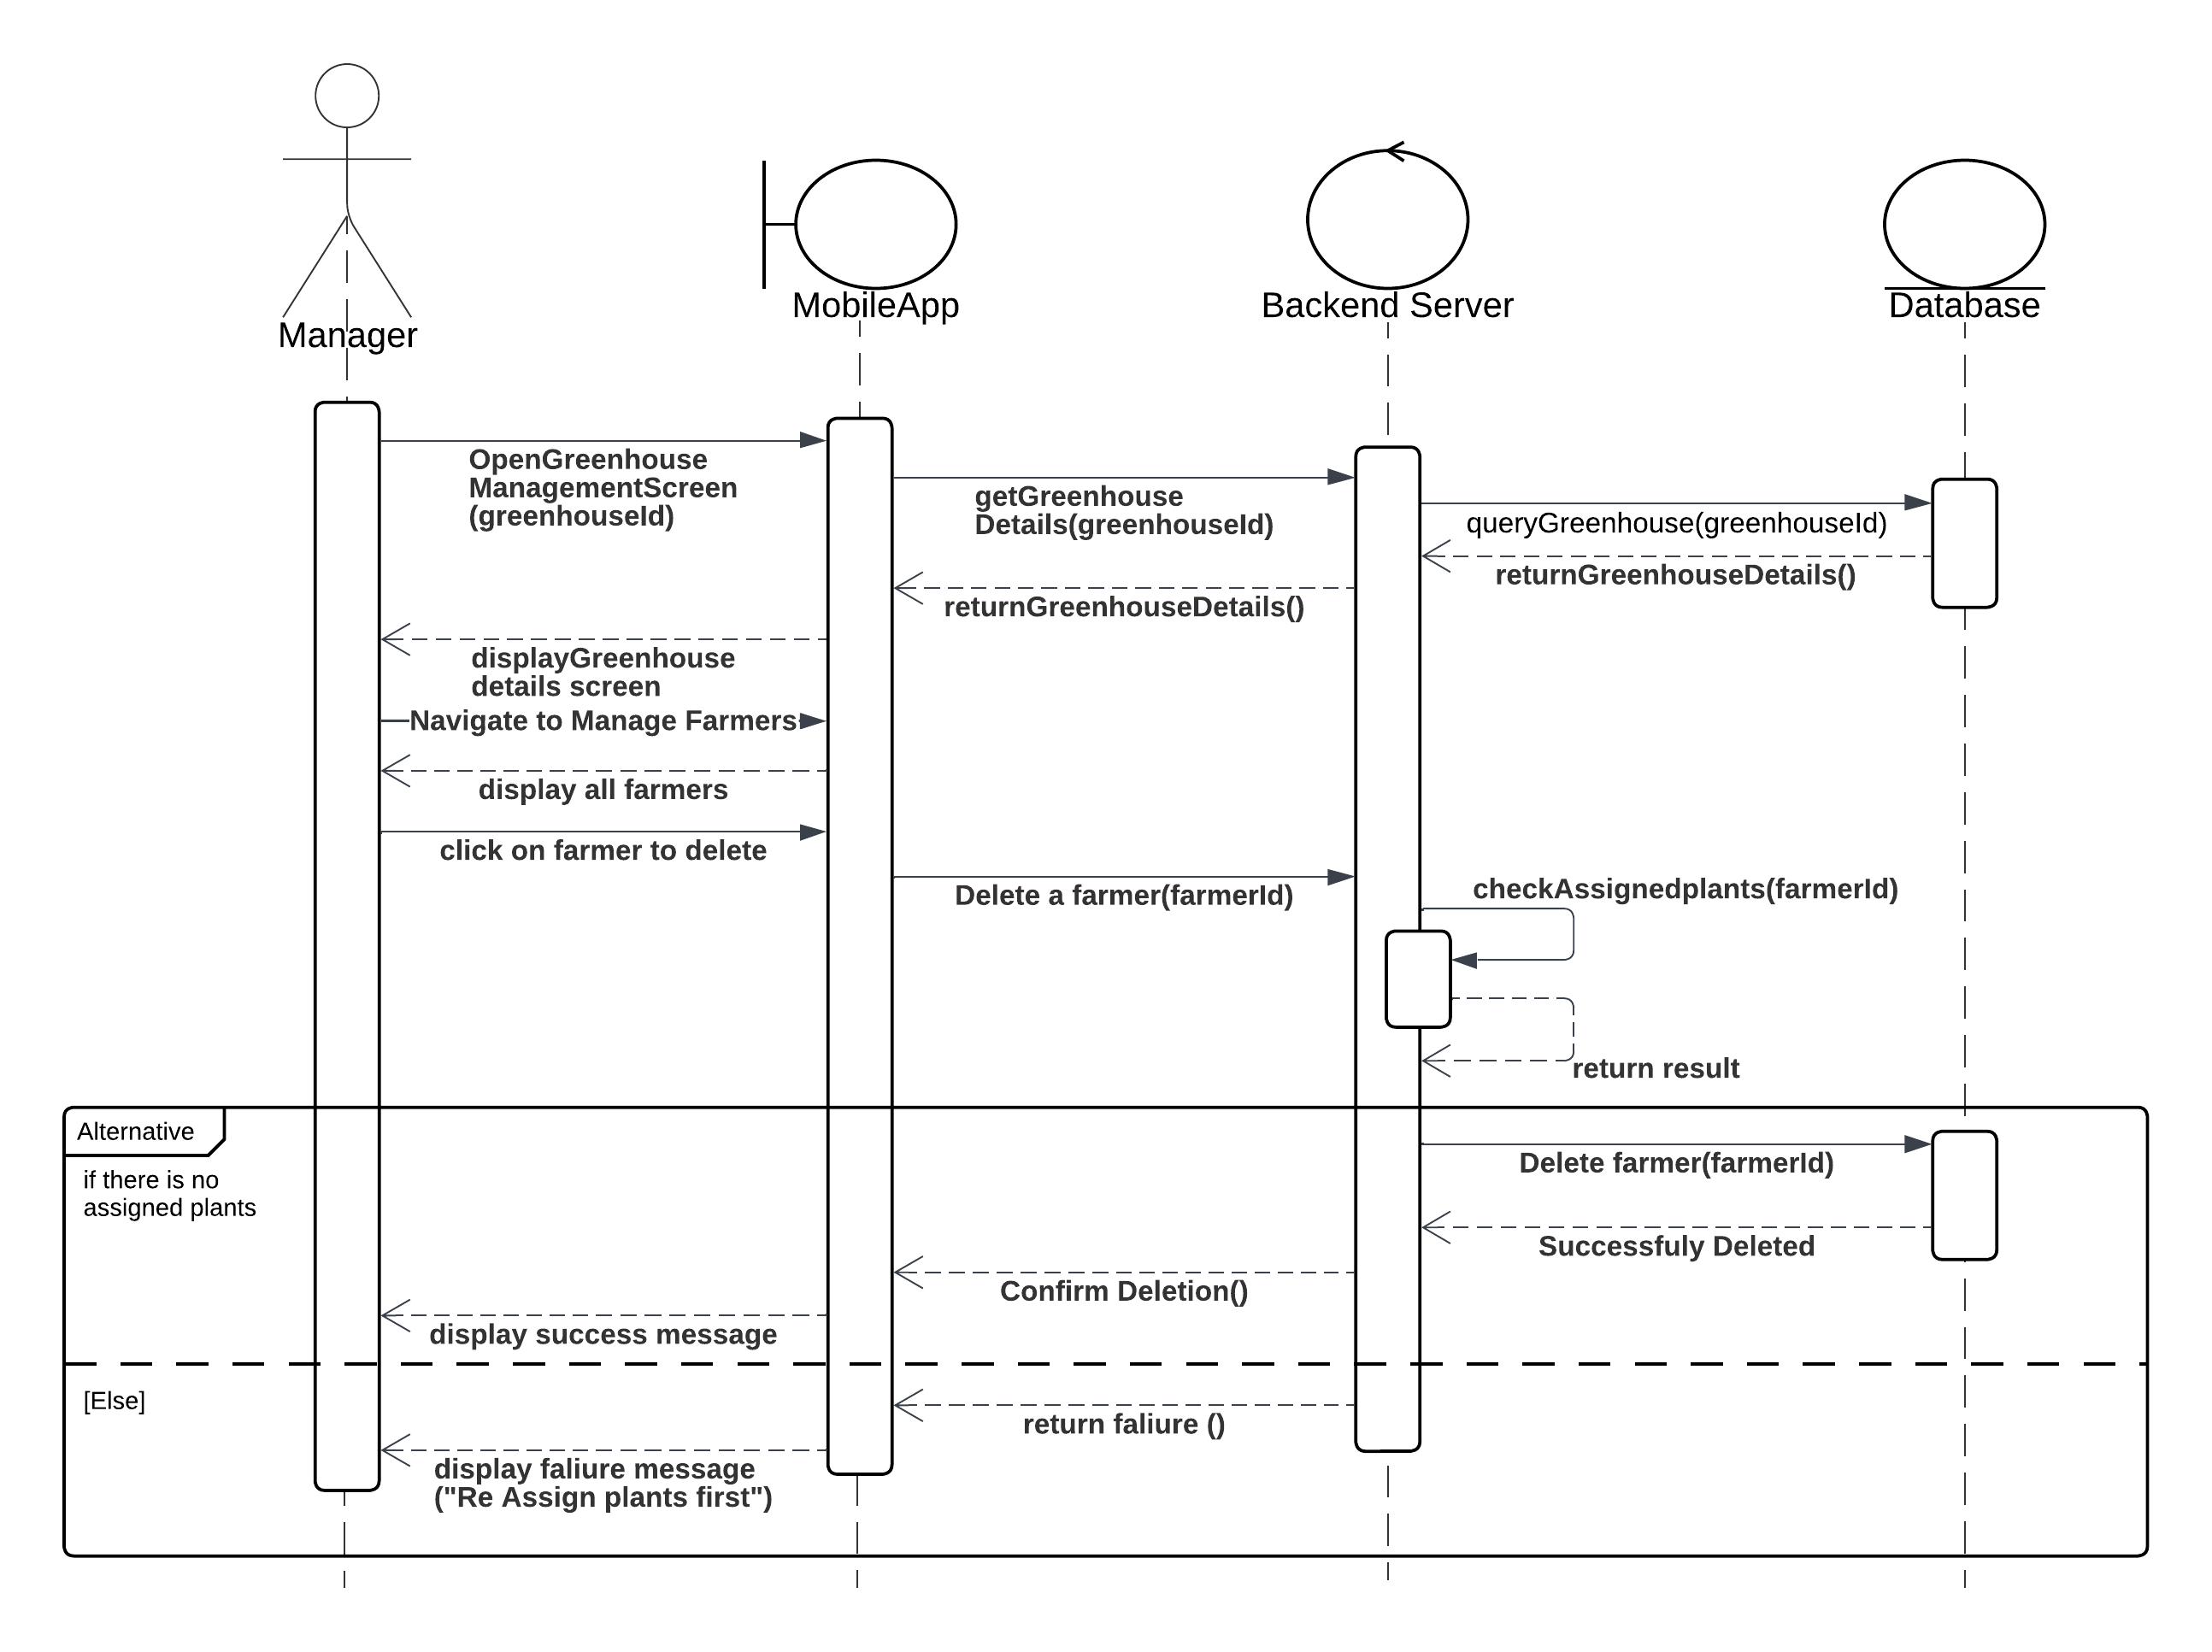 Manager
MobileApp
Backend Server
Database
OpenGreenhouse
ManagementScreen
(greenhouseId)
getGreenhouse
Details(greenhouseId)
queryGreenhouse(greenhouseId)
returnGreenhouseDetails()
returnGreenhouseDetails()
displayGreenhouse
details screen
Navigate to Manage Farmers
display all farmers
click on farmer to delete
Delete a farmer(farmerId)
checkAssignedplants(farmerId)
return result
Alternative
if there is no
assigned plants
Delete farmer(farmerId)
Successfuly Deleted
Confirm Deletion()
display success message
[Else]
return faliure ()
display faliure message
("Re Assign plants first")